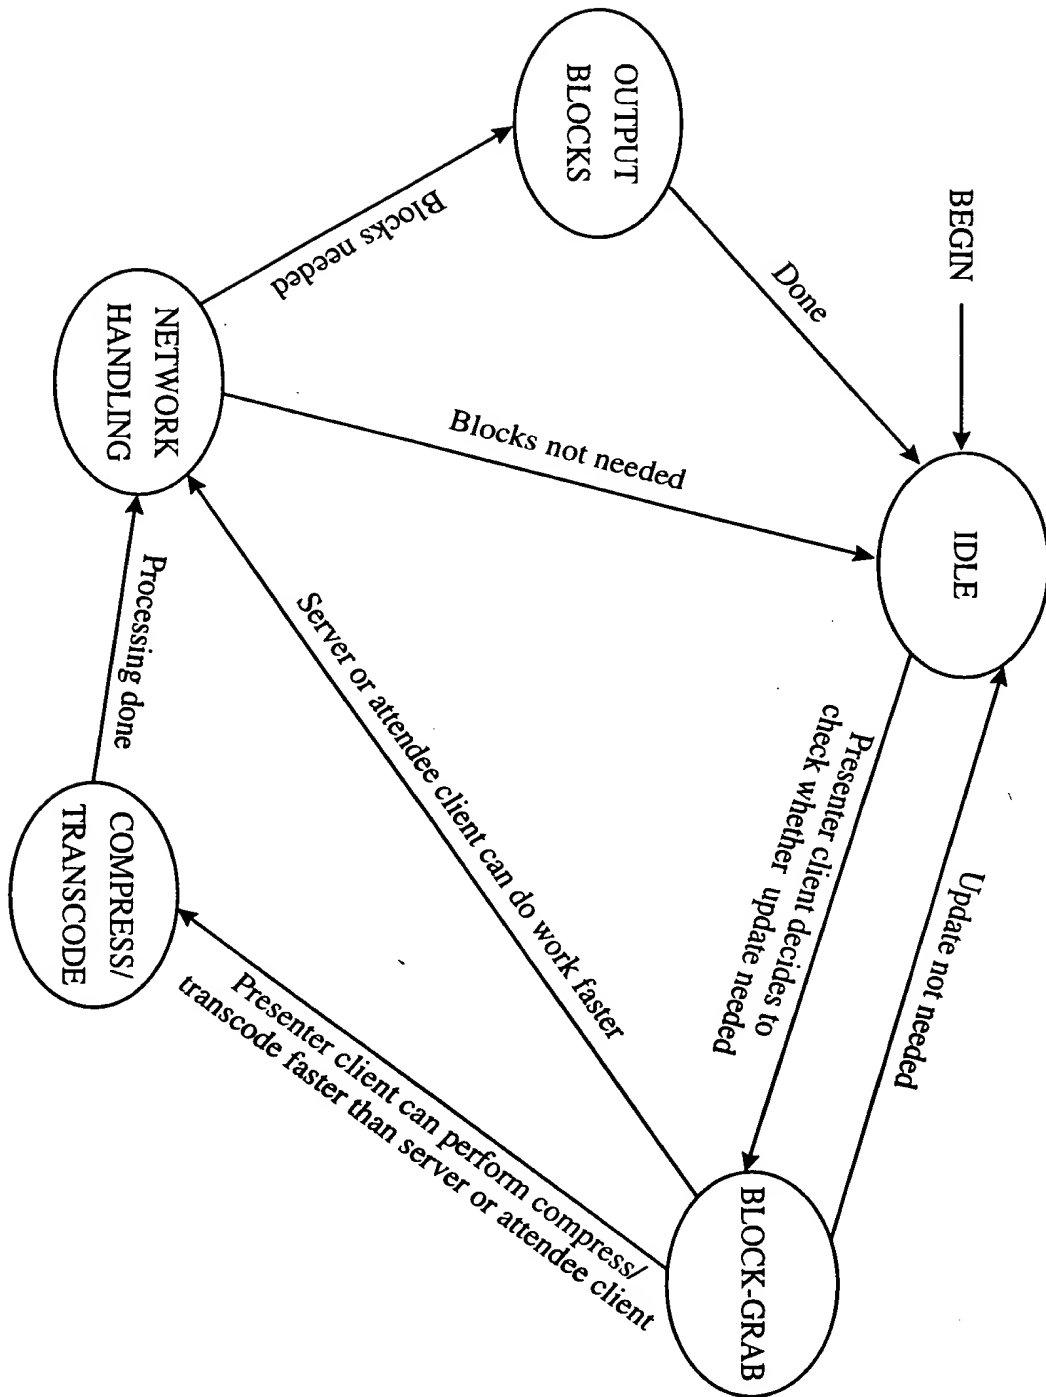 BEGIN
IDLE
Presenter client decides to
check whether update needed
Update not needed
BLOCK-GRAB
Done
Blocks not needed
Server or attendee client can do work faster
Presenter client can perform compress/
transcode faster than server or attendee client
OUTPUT
BLOCKS
Blocks needed
NETWORK
HANDLING
Processing done
COMPRESS/
TRANSCODE